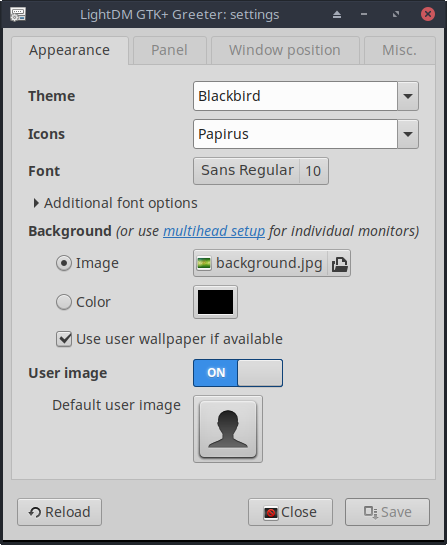 LightDM GTK+ Greeter: settings
Appearance Panel Window position Misc.
Theme Blackbird
Icons Papirus
Font Sans Regular 10
Additional font options
Background (or use multihead setup for individual monitors)
Image background.jpg
Color
Use user wallpaper if available
User image ON
Default user image
Reload Close Save